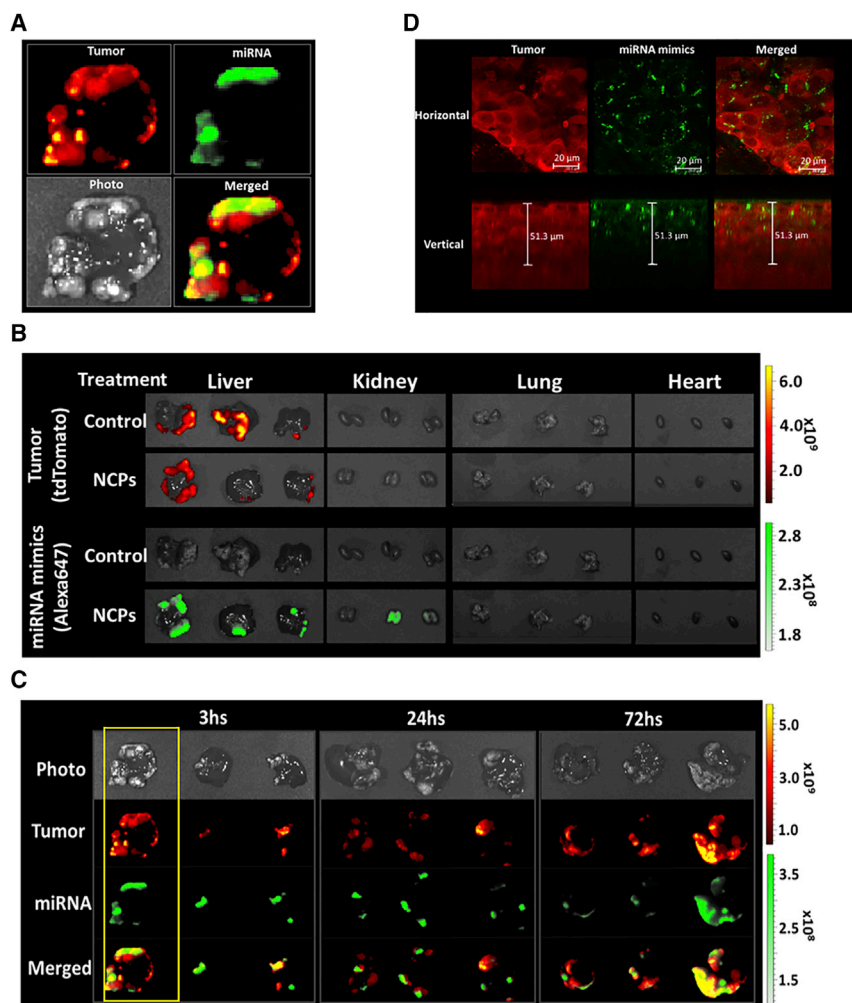 A
Tumor
miRNA
Photo
Merged
D
Tumor
miRNA mimics
Merged
Horizontal
20 μm
20 μm
20 μm
Vertical
51.3 μm
51.3 μm
51.3 μm
B
Treatment
Liver
Kidney
Lung
Heart
Tumor
(tdTomato)
Control
NCPs
miRNA mimics
(Alexa647)
Control
NCPs
6.0
4.0
2.0
x10⁹
2.8
2.3
1.8
x10⁸
C
3hs
24hs
72hs
Photo
Tumor
miRNA
Merged
5.0
3.0
1.0
x10⁹
3.5
2.5
1.5
x10⁸